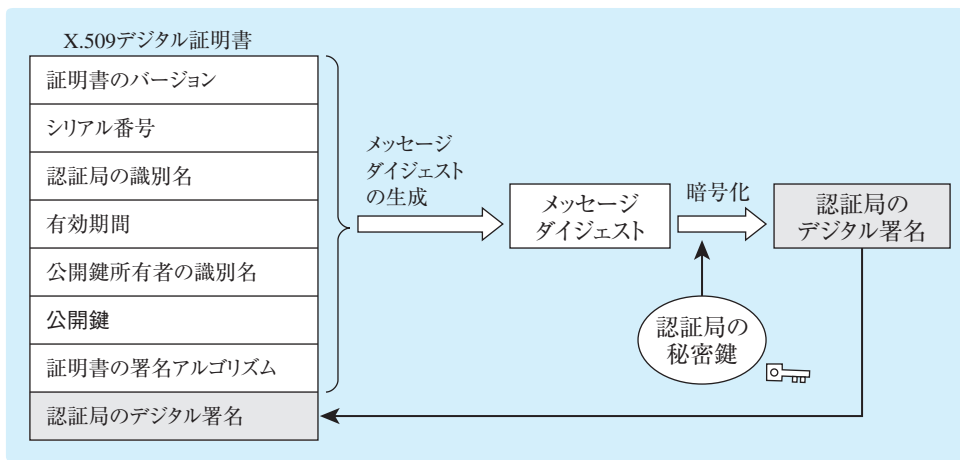 X.509デジタル証明書
証明書のバージョン
シリアル番号
認証局の識別名
有効期間
公開鍵所有者の識別名
公開鍵
証明書の署名アルゴリズム
認証局のデジタル署名
メッセージ
ダイジェスト
の生成
メッセージ
ダイジェスト
暗号化
認証局の
秘密鍵
認証局の
デジタル署名